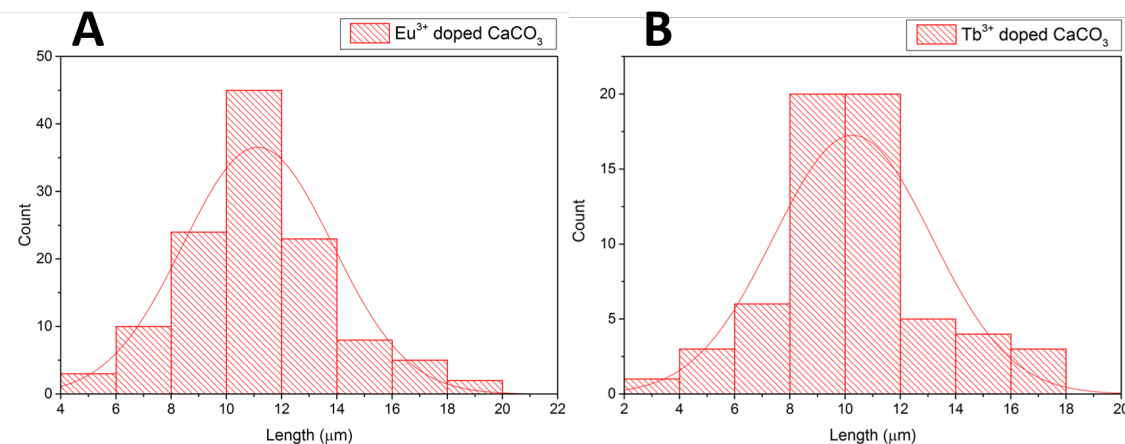 A
Eu³⁺ doped CaCO₃
50
40
30
20
10
0
Count
4 6 8 10 12 14 16 18 20 22
Length (μm)
B
Tb³⁺ doped CaCO₃
20
15
10
5
0
Count
2 4 6 8 10 12 14 16 18 20
Length (μm)